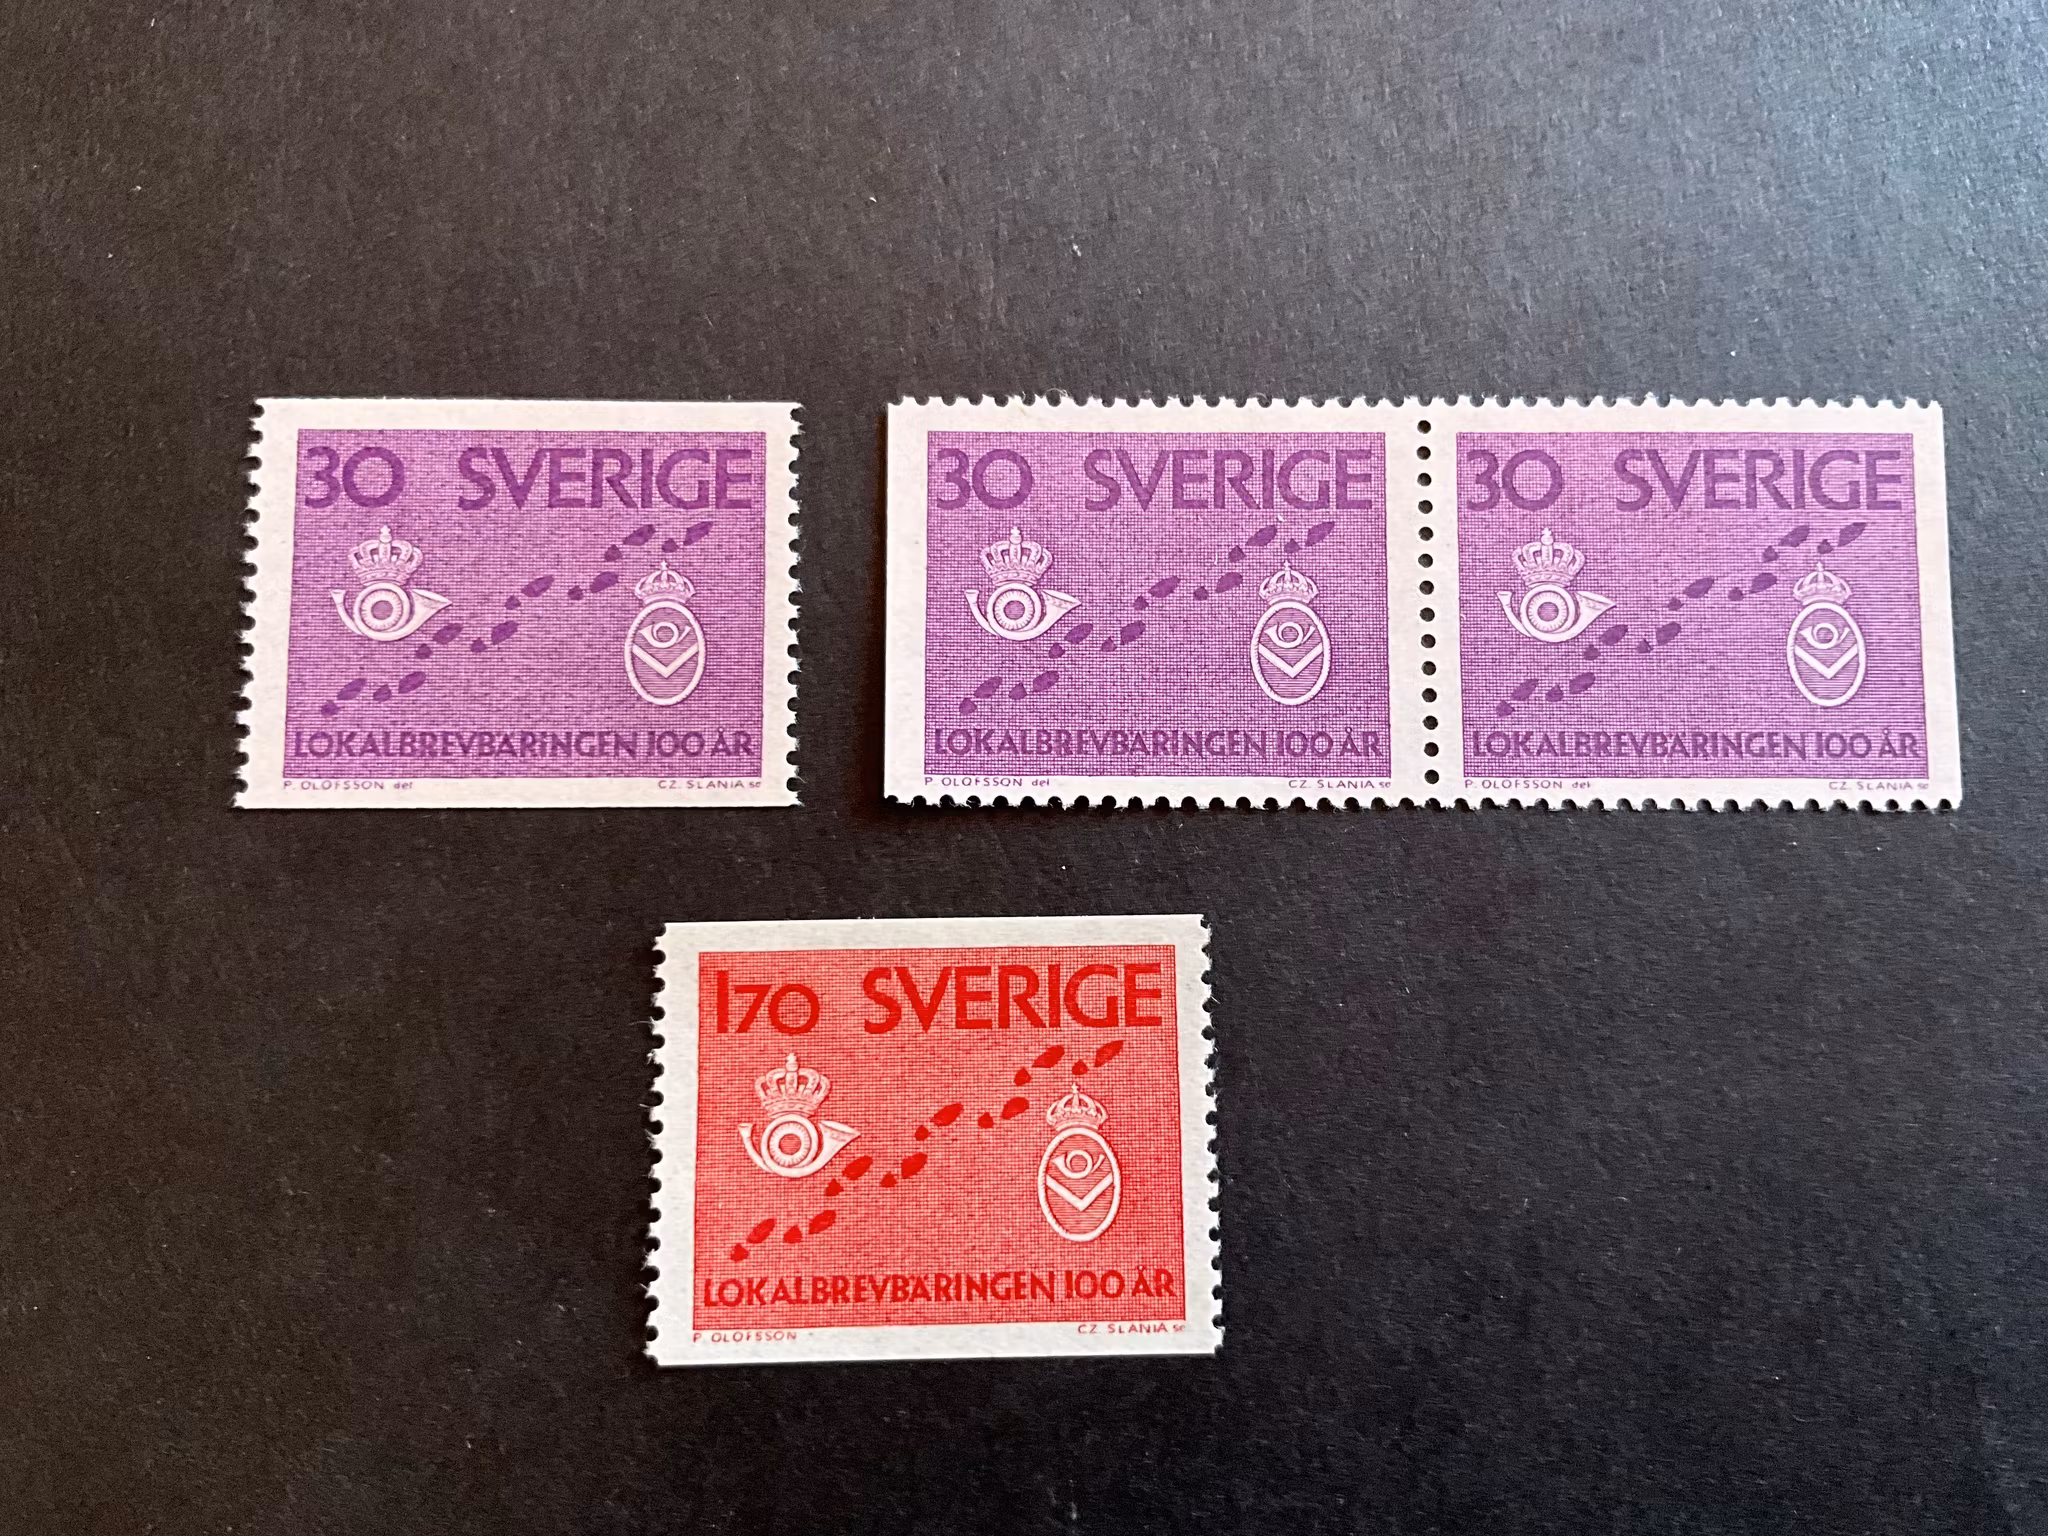 30 SVERIGE
LOKALBREVBÄRINGEN 100 ÅR
P. OLOFSSON del CZ. SLANIA sc
30 SVERIGE
LOKALBREVBÄRINGEN 100 ÅR
P. OLOFSSON del CZ. SLANIA sc
30 SVERIGE
LOKALBREVBÄRINGEN 100 ÅR
P. OLOFSSON del CZ. SLANIA sc
170 SVERIGE
LOKALBREVBÄRINGEN 100 ÅR
P. OLOFSSON CZ. SLANIA sc